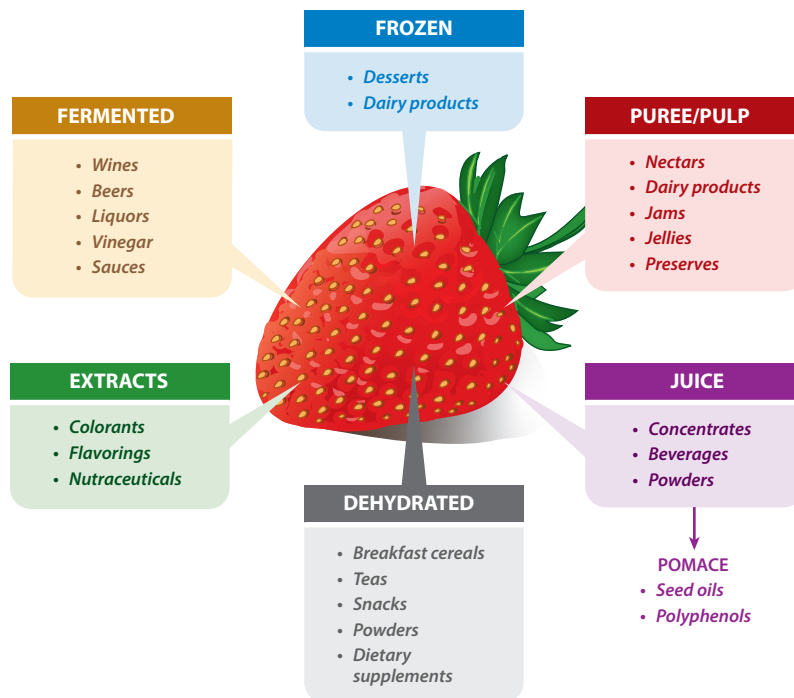 FROZEN
• Desserts
• Dairy products
FERMENTED
• Wines
• Beers
• Liquors
• Vinegar
• Sauces
PUREE/PULP
• Nectars
• Dairy products
• Jams
• Jellies
• Preserves
EXTRACTS
• Colorants
• Flavorings
• Nutraceuticals
JUICE
• Concentrates
• Beverages
• Powders
DEHYDRATED
• Breakfast cereals
• Teas
• Snacks
• Powders
• Dietary
supplements
POMACE
• Seed oils
• Polyphenols